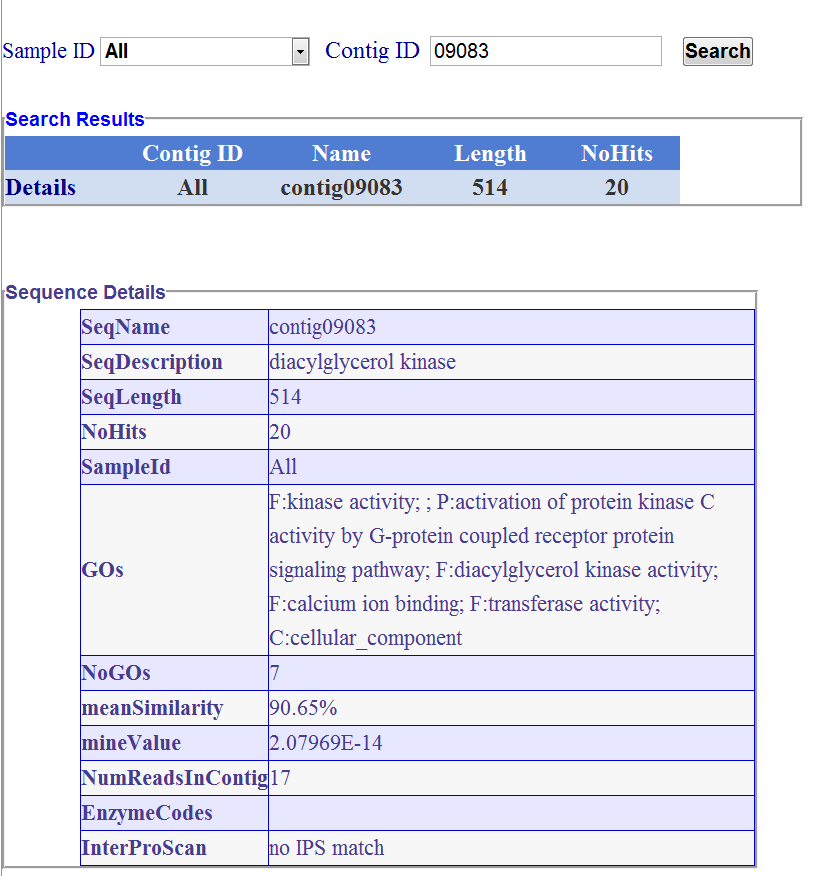 Sample ID All Contig ID 09083 Search
Search Results
Contig ID Name Length NoHits
Details All contig09083 514 20
Sequence Details
SeqName contig09083
SeqDescription diacylglycerol kinase
SeqLength 514
NoHits 20
SampleId All
F:kinase activity; ; P:activation of protein kinase C
activity by G-protein coupled receptor protein
GOs signaling pathway; F:diacylglycerol kinase activity;
F:calcium ion binding; F:transferase activity;
C:cellular_component
NoGOs 7
meanSimilarity 90.65%
mineValue 2.07969E-14
NumReadsInContig 17
EnzymeCodes
InterProScan no IPS match